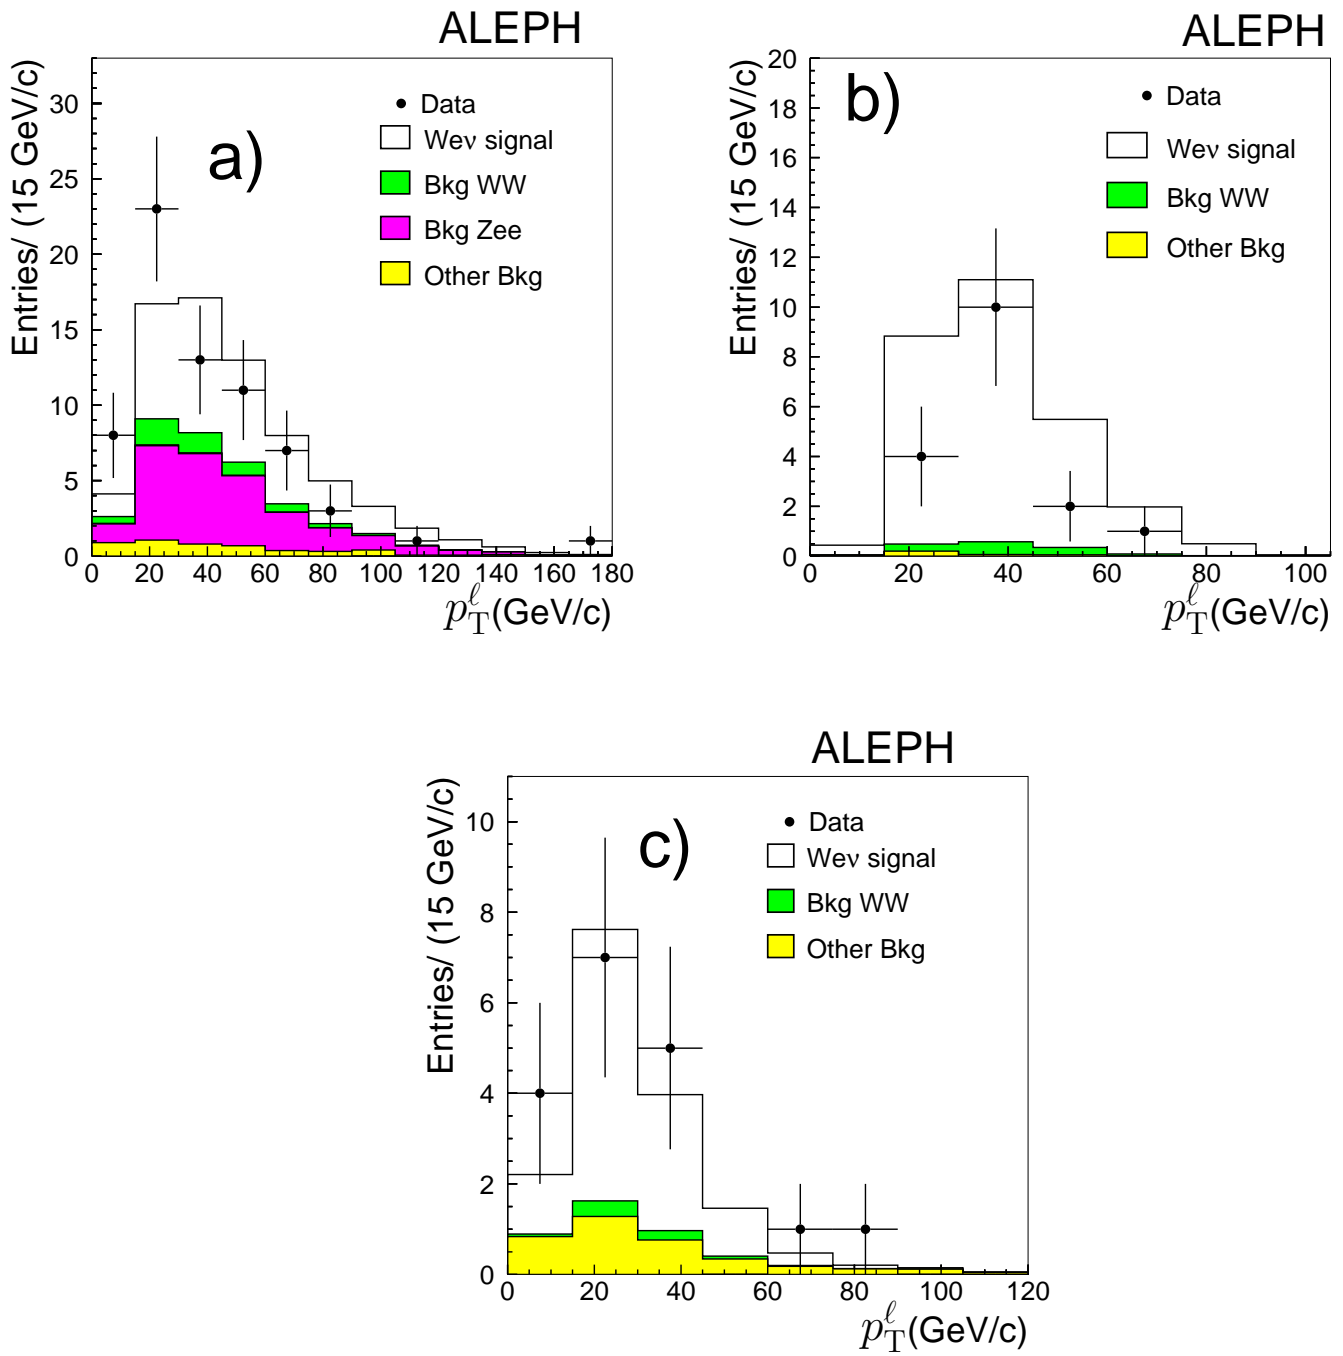 ALEPH
Entries/ (15 GeV/c)
a)
Data
Weν signal
Bkg WW
Bkg Zee
Other Bkg
30
25
20
15
10
5
0
0 20 40 60 80 100 120 140 160 180
p_T^ℓ(GeV/c)
ALEPH
Entries/ (15 GeV/c)
b)
Data
Weν signal
Bkg WW
Other Bkg
20
18
16
14
12
10
8
6
4
2
0
0 20 40 60 80 100
p_T^ℓ(GeV/c)
ALEPH
Entries/ (15 GeV/c)
c)
Data
Weν signal
Bkg WW
Other Bkg
10
8
6
4
2
0
0 20 40 60 80 100 120
p_T^ℓ(GeV/c)